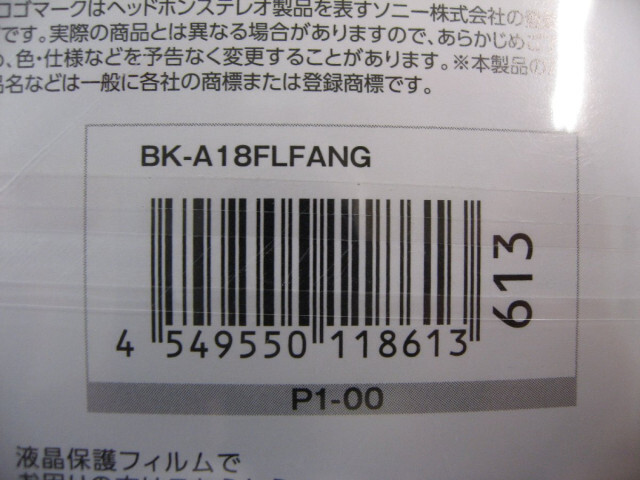 ロゴマークはヘッドホンステレオ製品を表すソニー株式会社の
です。実際の商品とは異なる場合がありますので、あらかじめご
め、色・仕様などを予告なく変更することがあります。※本製品の
品名などは一般に各社の商標または登録商標です。
BK-A18FLFANG
613
4 549550 118613
P1-00
液晶保護フィルムで